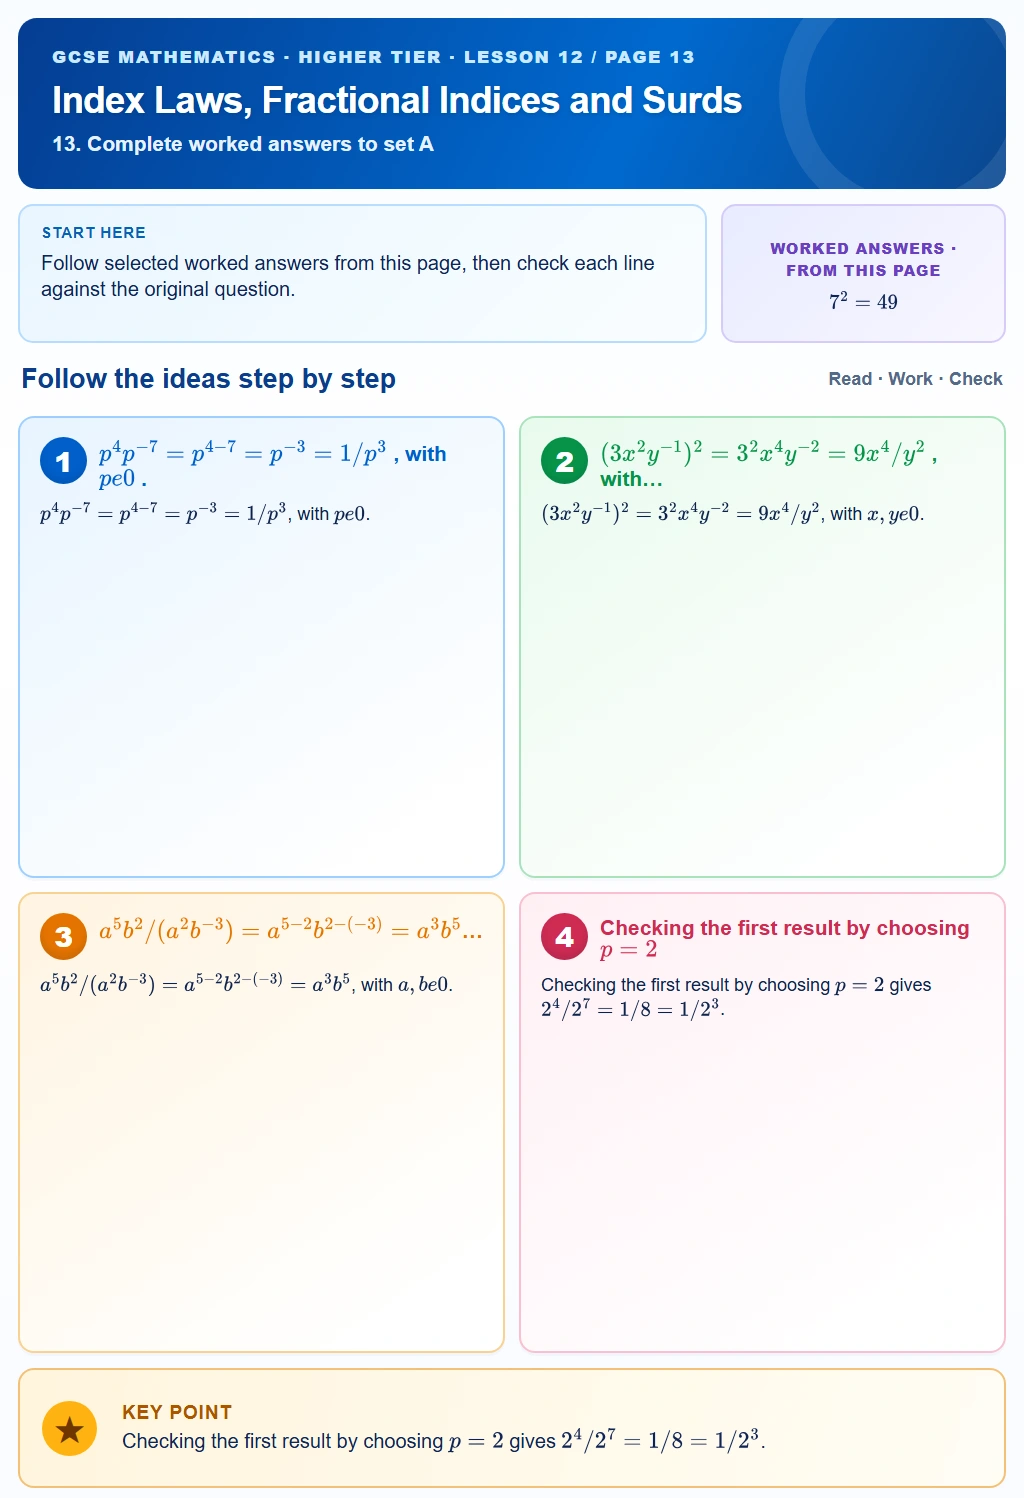 GCSE MATHEMATICS · HIGHER TIER · LESSON 12 / PAGE 13
Index Laws, Fractional Indices and Surds
13. Complete worked answers to set A
START HERE
Follow selected worked answers from this page, then check each line
against the original question.
WORKED ANSWERS ·
FROM THIS PAGE
7² = 49
Follow the ideas step by step
Read · Work · Check
1
p⁴p⁻⁷ = p⁴⁻⁷ = p⁻³ = 1/p³ , with
pe0 .
p⁴p⁻⁷ = p⁴⁻⁷ = p⁻³ = 1/p³, with pe0.
2
(3x²y⁻¹)² = 3²x⁴y⁻² = 9x⁴/y² ,
with…
(3x²y⁻¹)² = 3²x⁴y⁻² = 9x⁴/y², with x, ye0.
3
a⁵b²/(a²b⁻³) = a⁵⁻²b²⁻⁽⁻³⁾ = a³b⁵…
a⁵b²/(a²b⁻³) = a⁵⁻²b²⁻⁽⁻³⁾ = a³b⁵, with a, be0.
4
Checking the first result by choosing
p = 2
Checking the first result by choosing p = 2 gives
2⁴/2⁷ = 1/8 = 1/2³.
KEY POINT
Checking the first result by choosing p = 2 gives 2⁴/2⁷ = 1/8 = 1/2³.